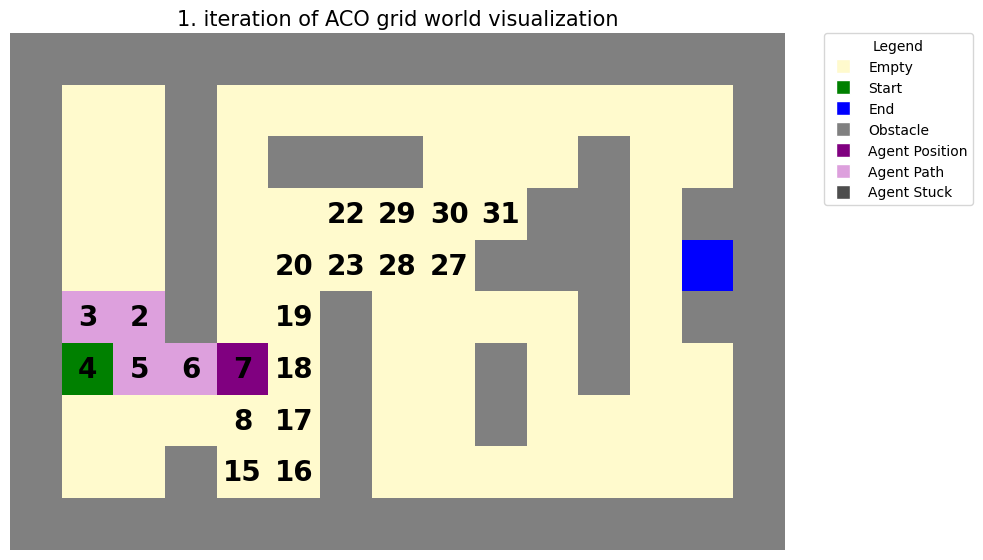 1. iteration of ACO grid world visualization
22 29 30 31
20 23 28 27
3 2 19
4 5 6 7 18
8 17
15 16
Legend
Empty
Start
End
Obstacle
Agent Position
Agent Path
Agent Stuck